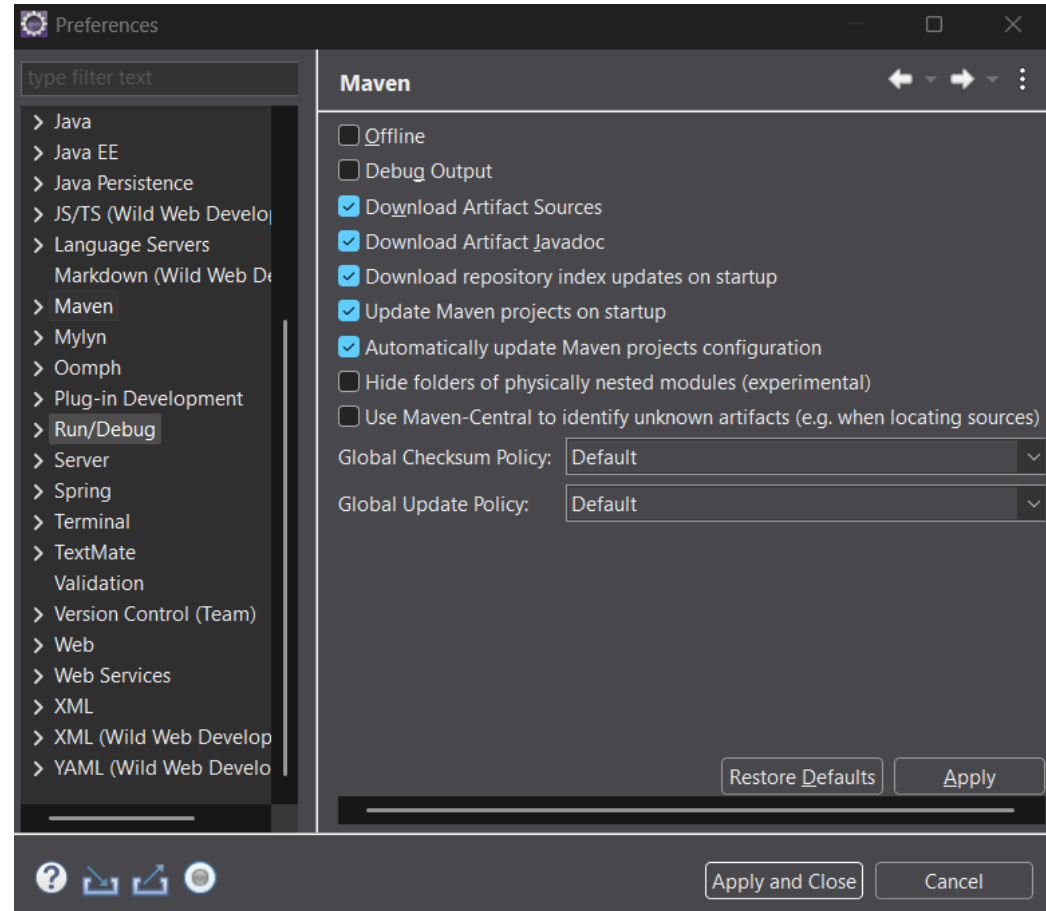 Preferences
type filter text
Java
Java EE
Java Persistence
JS/TS (Wild Web Develop
Language Servers
Markdown (Wild Web De
Maven
Mylyn
Oomph
Plug-in Development
Run/Debug
Server
Spring
Terminal
TextMate
Validation
Version Control (Team)
Web
Web Services
XML
XML (Wild Web Develop
YAML (Wild Web Develo
Maven
Offline
Debug Output
Download Artifact Sources
Download Artifact Javadoc
Download repository index updates on startup
Update Maven projects on startup
Automatically update Maven projects configuration
Hide folders of physically nested modules (experimental)
Use Maven-Central to identify unknown artifacts (e.g. when locating sources)
Global Checksum Policy: Default
Global Update Policy: Default
Restore Defaults Apply
Apply and Close Cancel